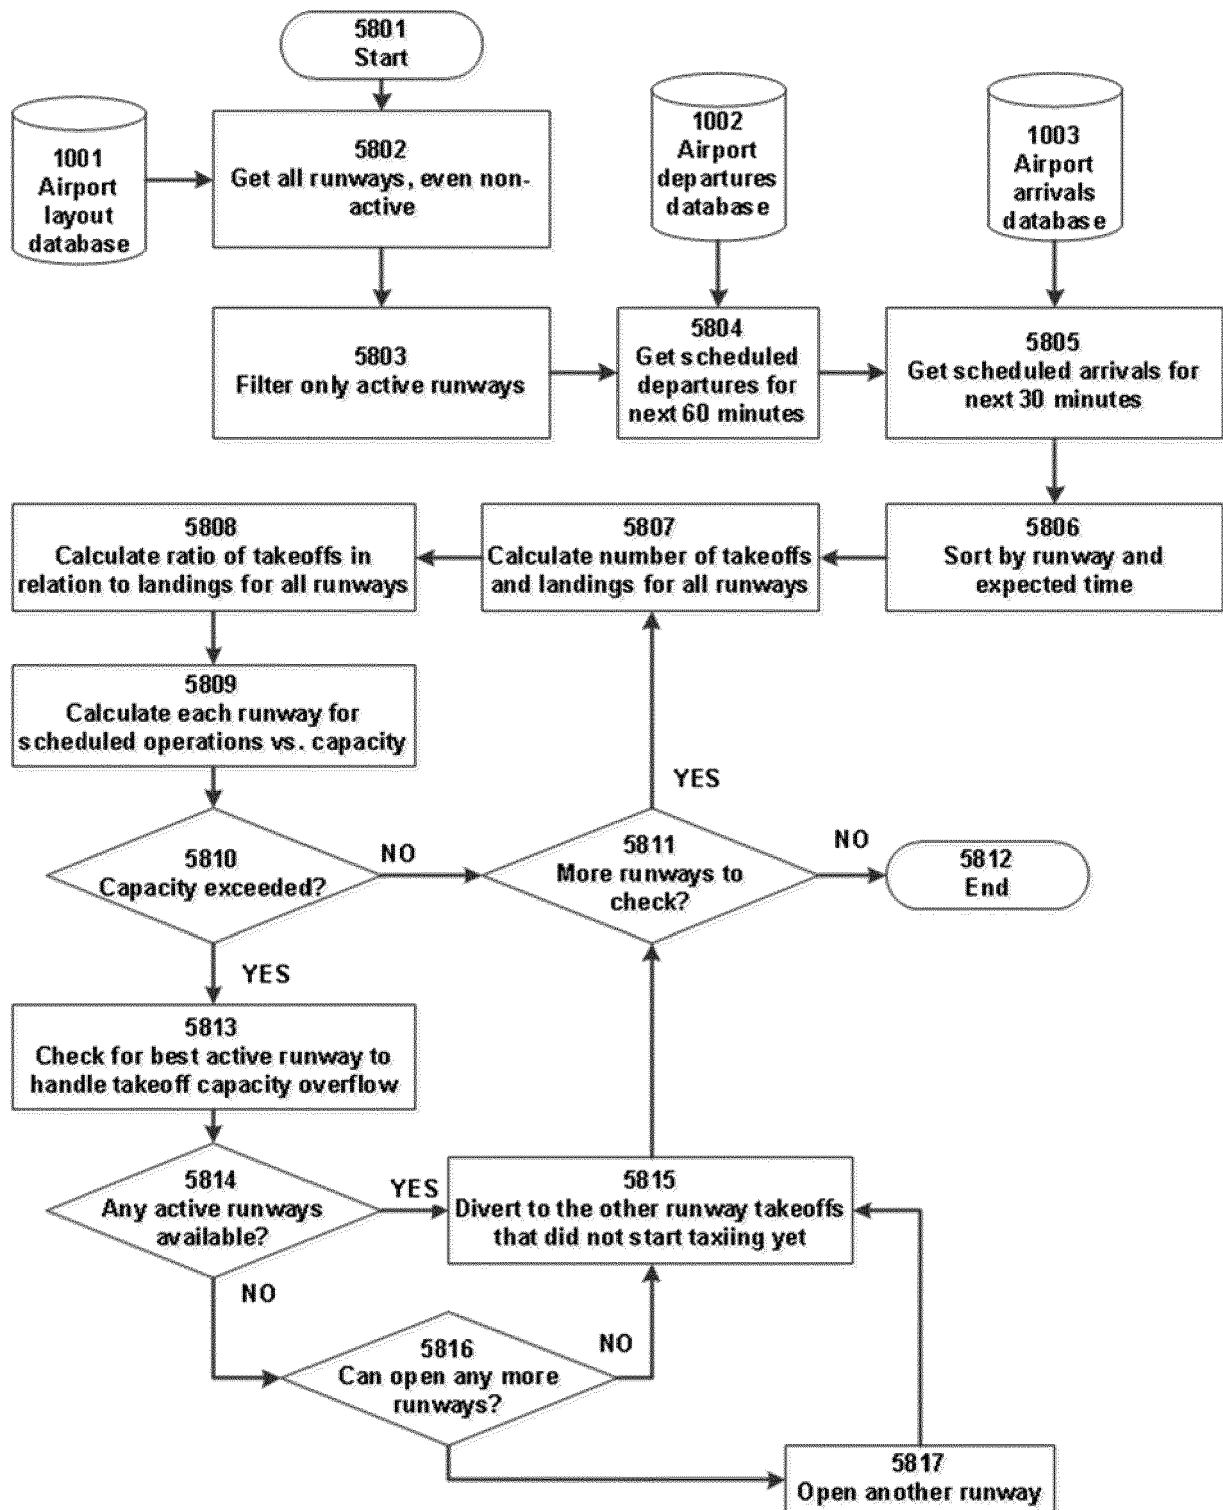 5801
Start
1001
Airport
layout
database
5802
Get all runways, even non-
active
1002
Airport
departures
database
1003
Airport
arrivals
database
5803
Filter only active runways
5804
Get scheduled
departures for
next 60 minutes
5805
Get scheduled arrivals for
next 30 minutes
5808
Calculate ratio of takeoffs in
relation to landings for all runways
5807
Calculate number of takeoffs
and landings for all runways
5806
Sort by runway and
expected time
5809
Calculate each runway for
scheduled operations vs. capacity
YES
5810
Capacity exceeded?
NO
5811
More runways to
check?
NO
5812
End
YES
5813
Check for best active runway to
handle takeoff capacity overflow
5814
Any active runways
available?
YES
5815
Divert to the other runway takeoffs
that did not start taxiing yet
NO
5816
Can open any more
runways?
NO
5817
Open another runway